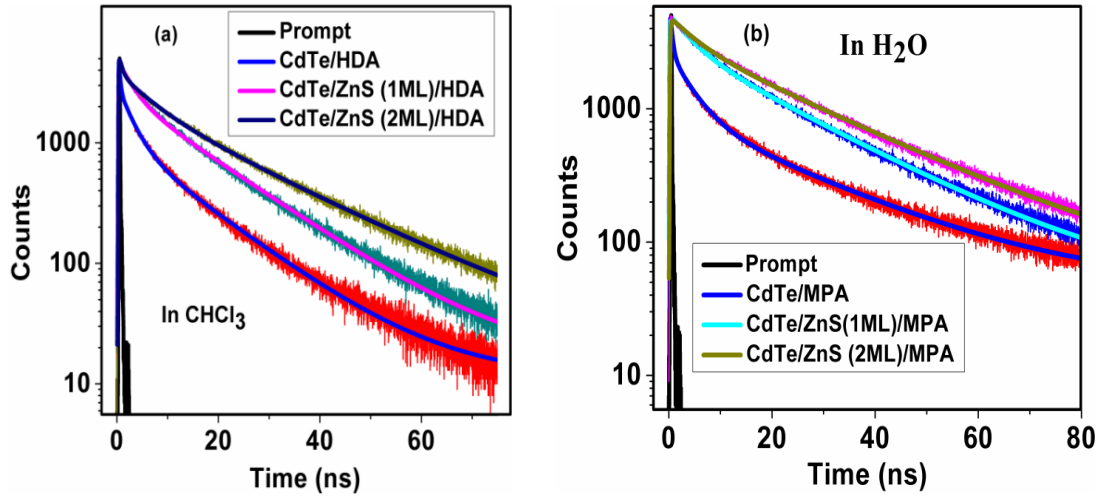 (a)
Prompt
CdTe/HDA
CdTe/ZnS (1ML)/HDA
CdTe/ZnS (2ML)/HDA
1000
100
10
Counts
In CHCl3
0 20 40 60
Time (ns)
(b)
In H2O
1000
100
10
Counts
Prompt
CdTe/MPA
CdTe/ZnS(1ML)/MPA
CdTe/ZnS (2ML)/MPA
0 20 40 60 80
Time (ns)